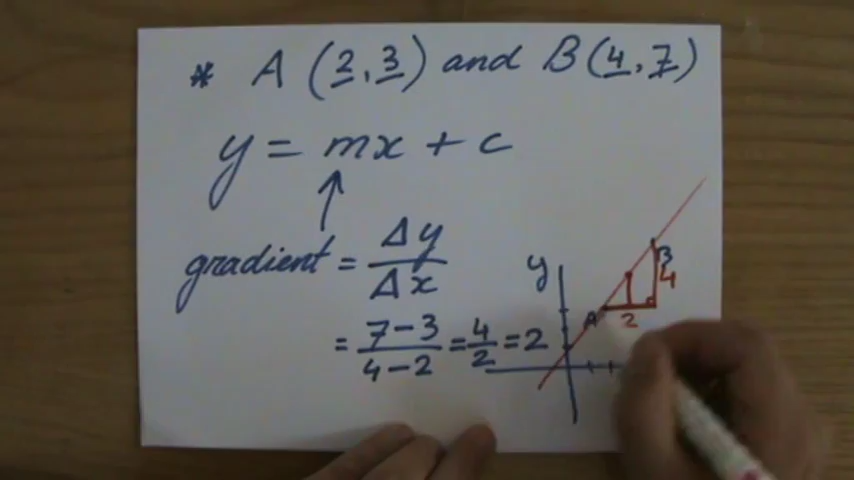 * A (2,3) and B(4,7)
y = mx + c
gradient = Δy/Δx
= 7-3/4-2 = 4/2 = 2
y
B
4
A
2